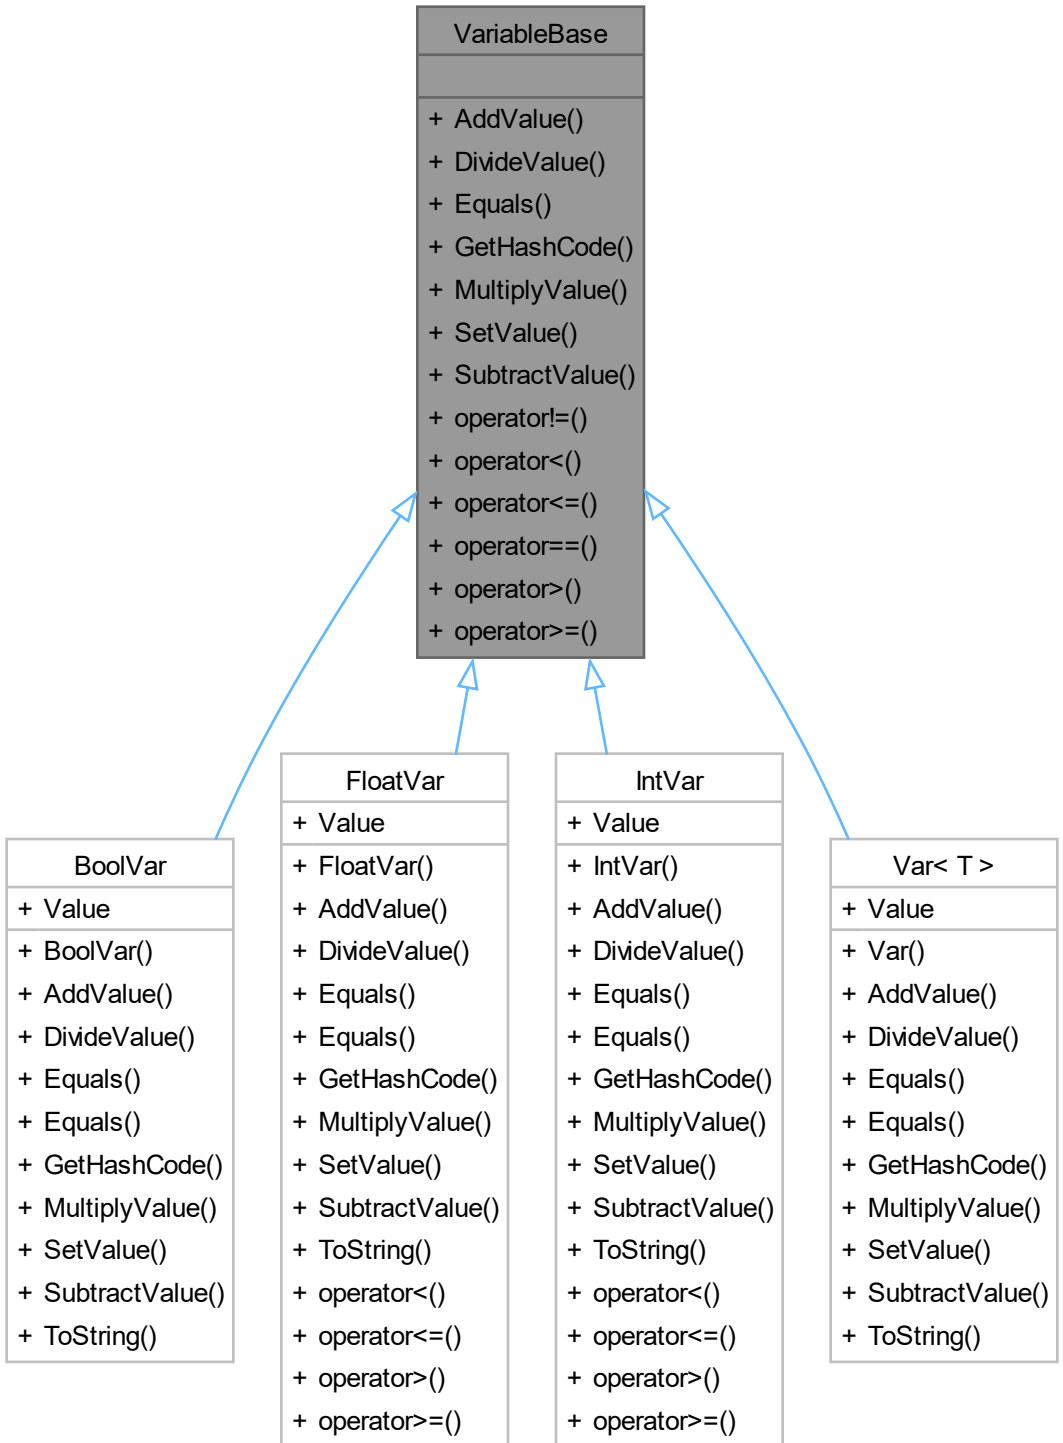 VariableBase
+ AddValue()
+ DivideValue()
+ Equals()
+ GetHashCode()
+ MultiplyValue()
+ SetValue()
+ SubtractValue()
+ operator!=()
+ operator<()
+ operator<=()
+ operator==()
+ operator>()
+ operator>=()
BoolVar
+ Value
+ BoolVar()
+ AddValue()
+ DivideValue()
+ Equals()
+ Equals()
+ GetHashCode()
+ MultiplyValue()
+ SetValue()
+ SubtractValue()
+ ToString()
FloatVar
+ Value
+ FloatVar()
+ AddValue()
+ DivideValue()
+ Equals()
+ Equals()
+ GetHashCode()
+ MultiplyValue()
+ SetValue()
+ SubtractValue()
+ ToString()
+ operator<()
+ operator<=()
+ operator>()
+ operator>=()
IntVar
+ Value
+ IntVar()
+ AddValue()
+ DivideValue()
+ Equals()
+ Equals()
+ GetHashCode()
+ MultiplyValue()
+ SetValue()
+ SubtractValue()
+ ToString()
+ operator<()
+ operator<=()
+ operator>()
+ operator>=()
Var< T >
+ Value
+ Var()
+ AddValue()
+ DivideValue()
+ Equals()
+ Equals()
+ GetHashCode()
+ MultiplyValue()
+ SetValue()
+ SubtractValue()
+ ToString()